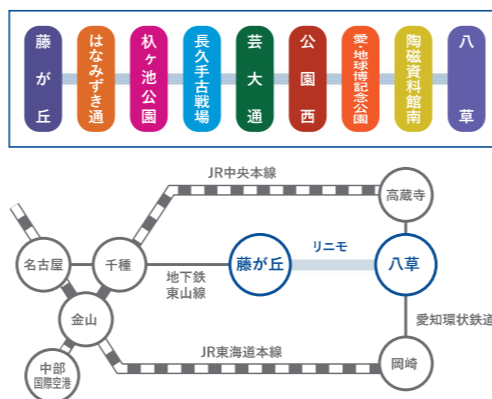 藤が丘
はなみずき通
杁ヶ池公園
長久手古戦場
芸大通
公園西
愛・地球博記念公園
陶磁資料館南
八草
JR中央本線
高蔵寺
名古屋
千種
地下鉄
東山線
藤が丘
リニモ
八草
金山
愛知環状鉄道
JR東海道本線
岡崎
中部
国際空港